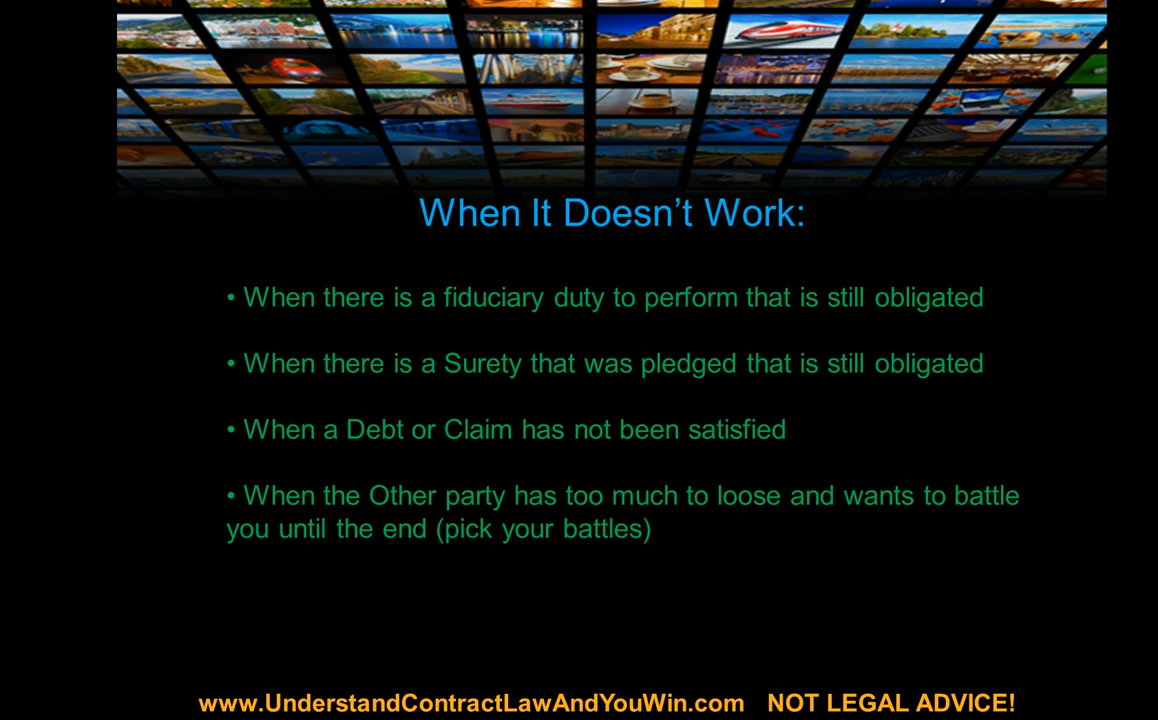 When It Doesn’t Work:
• When there is a fiduciary duty to perform that is still obligated
• When there is a Surety that was pledged that is still obligated
• When a Debt or Claim has not been satisfied
• When the Other party has too much to loose and wants to battle
you until the end (pick your battles)
www.UnderstandContractLawAndYouWin.com NOT LEGAL ADVICE!